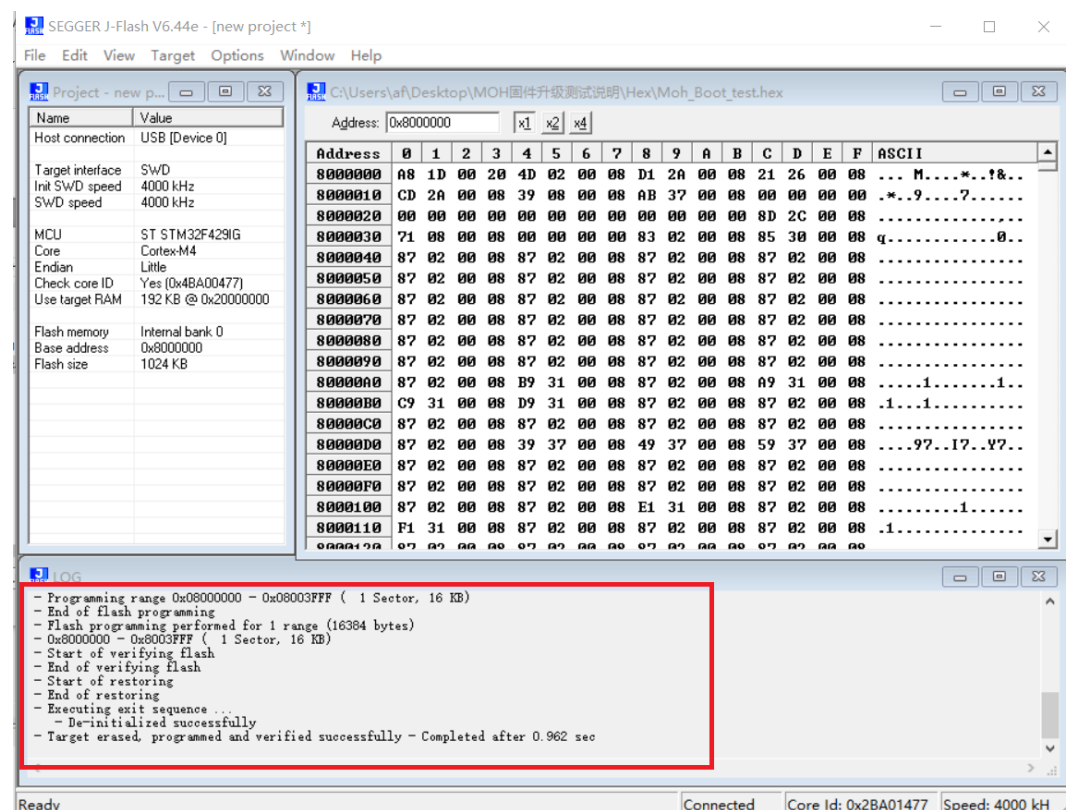 SEGGER J-Flash V6.44e - [new project *]
File Edit View Target Options Window Help
Project - new p...
Name Value
Host connection USB [Device 0]
Target interface SWD
Init SWD speed 4000 kHz
SWD speed 4000 kHz
MCU ST STM32F429IG
Core Cortex-M4
Endian Little
Check core ID Yes (0x4BA00477)
Use target RAM 192 KB @ 0x20000000
Flash memory Internal bank 0
Base address 0x8000000
Flash size 1024 KB
C:\Users\af\Desktop\MOH固件升级测试说明\Hex\Moh_Boot_test.hex
Address: 0x8000000 x1 x2 x4
Address 0 1 2 3 4 5 6 7 8 9 A B C D E F ASCII
8000000 A8 1D 00 20 4D 02 00 08 D1 2A 00 08 21 26 00 08 ... M....*..!&..
8000010 CD 2A 00 08 39 08 00 08 AB 37 00 08 00 00 00 00 .*..9....7......
8000020 00 00 00 00 00 00 00 00 00 00 00 00 8D 2C 00 08 .............,..
8000030 71 08 00 08 00 00 00 00 83 02 00 08 85 30 00 08 q............0..
8000040 87 02 00 08 87 02 00 08 87 02 00 08 87 02 00 08 ................
8000050 87 02 00 08 87 02 00 08 87 02 00 08 87 02 00 08 ................
8000060 87 02 00 08 87 02 00 08 87 02 00 08 87 02 00 08 ................
8000070 87 02 00 08 87 02 00 08 87 02 00 08 87 02 00 08 ................
8000080 87 02 00 08 87 02 00 08 87 02 00 08 87 02 00 08 ................
8000090 87 02 00 08 87 02 00 08 87 02 00 08 87 02 00 08 ................
80000A0 87 02 00 08 B9 31 00 08 87 02 00 08 A9 31 00 08 .....1.......1..
80000B0 C9 31 00 08 D9 31 00 08 87 02 00 08 87 02 00 08 .1...1..........
80000C0 87 02 00 08 87 02 00 08 87 02 00 08 87 02 00 08 ................
80000D0 87 02 00 08 39 37 00 08 49 37 00 08 59 37 00 08 ....97..I7..Y7..
80000E0 87 02 00 08 87 02 00 08 87 02 00 08 87 02 00 08 ................
80000F0 87 02 00 08 87 02 00 08 87 02 00 08 87 02 00 08 ................
8000100 87 02 00 08 87 02 00 08 E1 31 00 08 87 02 00 08 .........1......
8000110 F1 31 00 08 87 02 00 08 87 02 00 08 87 02 00 08 .1..............
8000120 87 02 00 08 87 02 00 08 87 02 00 08 87 02 00 08
LOG
- Programming range 0x08000000 - 0x08003FFF ( 1 Sector, 16 KB)
- End of flash programming
- Flash programming performed for 1 range (16384 bytes)
- 0x8000000 - 0x8003FFF ( 1 Sector, 16 KB)
- Start of verifying flash
- End of verifying flash
- Start of restoring
- End of restoring
- Executing exit sequence ...
- De-initialized successfully
- Target erased, programmed and verified successfully - Completed after 0.962 sec
Ready Connected Core Id: 0x2BA01477 Speed: 4000 kH